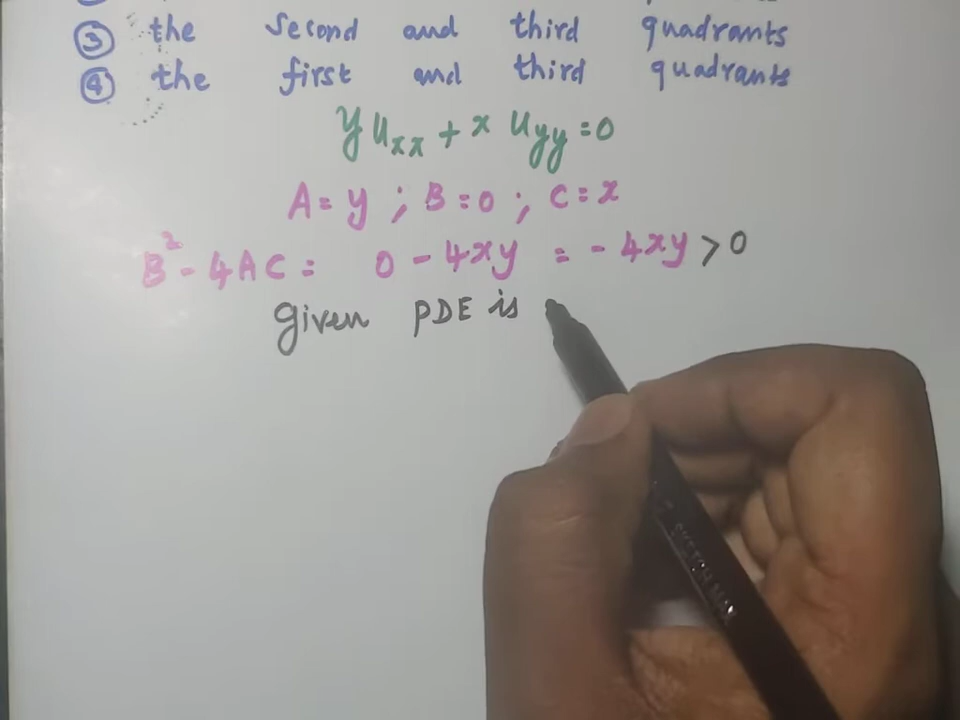 ③ the second and third quadrants
④ the first and third quadrants
y uₓₓ + x u_yy = 0
A = y ; B = 0 ; C = x
B² - 4AC = 0 - 4xy = - 4xy > 0
given PDE is